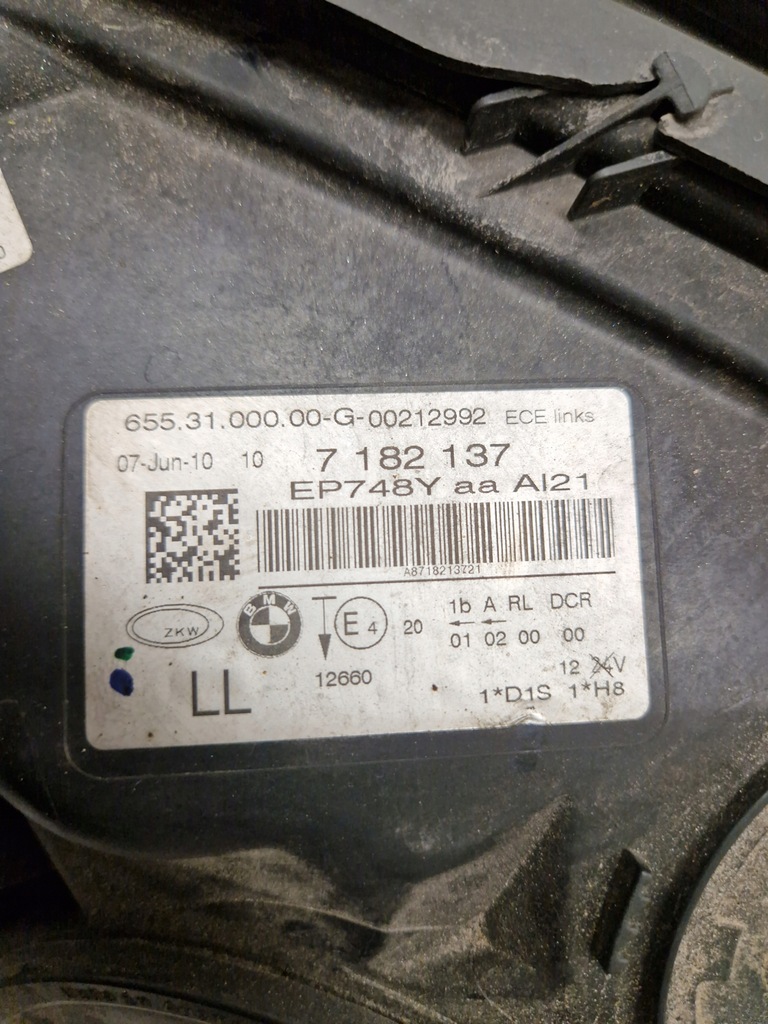 655.31.000.00-G-00212992 ECE links
07-Jun-10 10 7 182 137
EP748Y aa AI21
A8718213721
ZKW BMW E4 20 1b A RL DCR
01 02 00 00
12660
12 24V
LL 1*D1S 1*H8